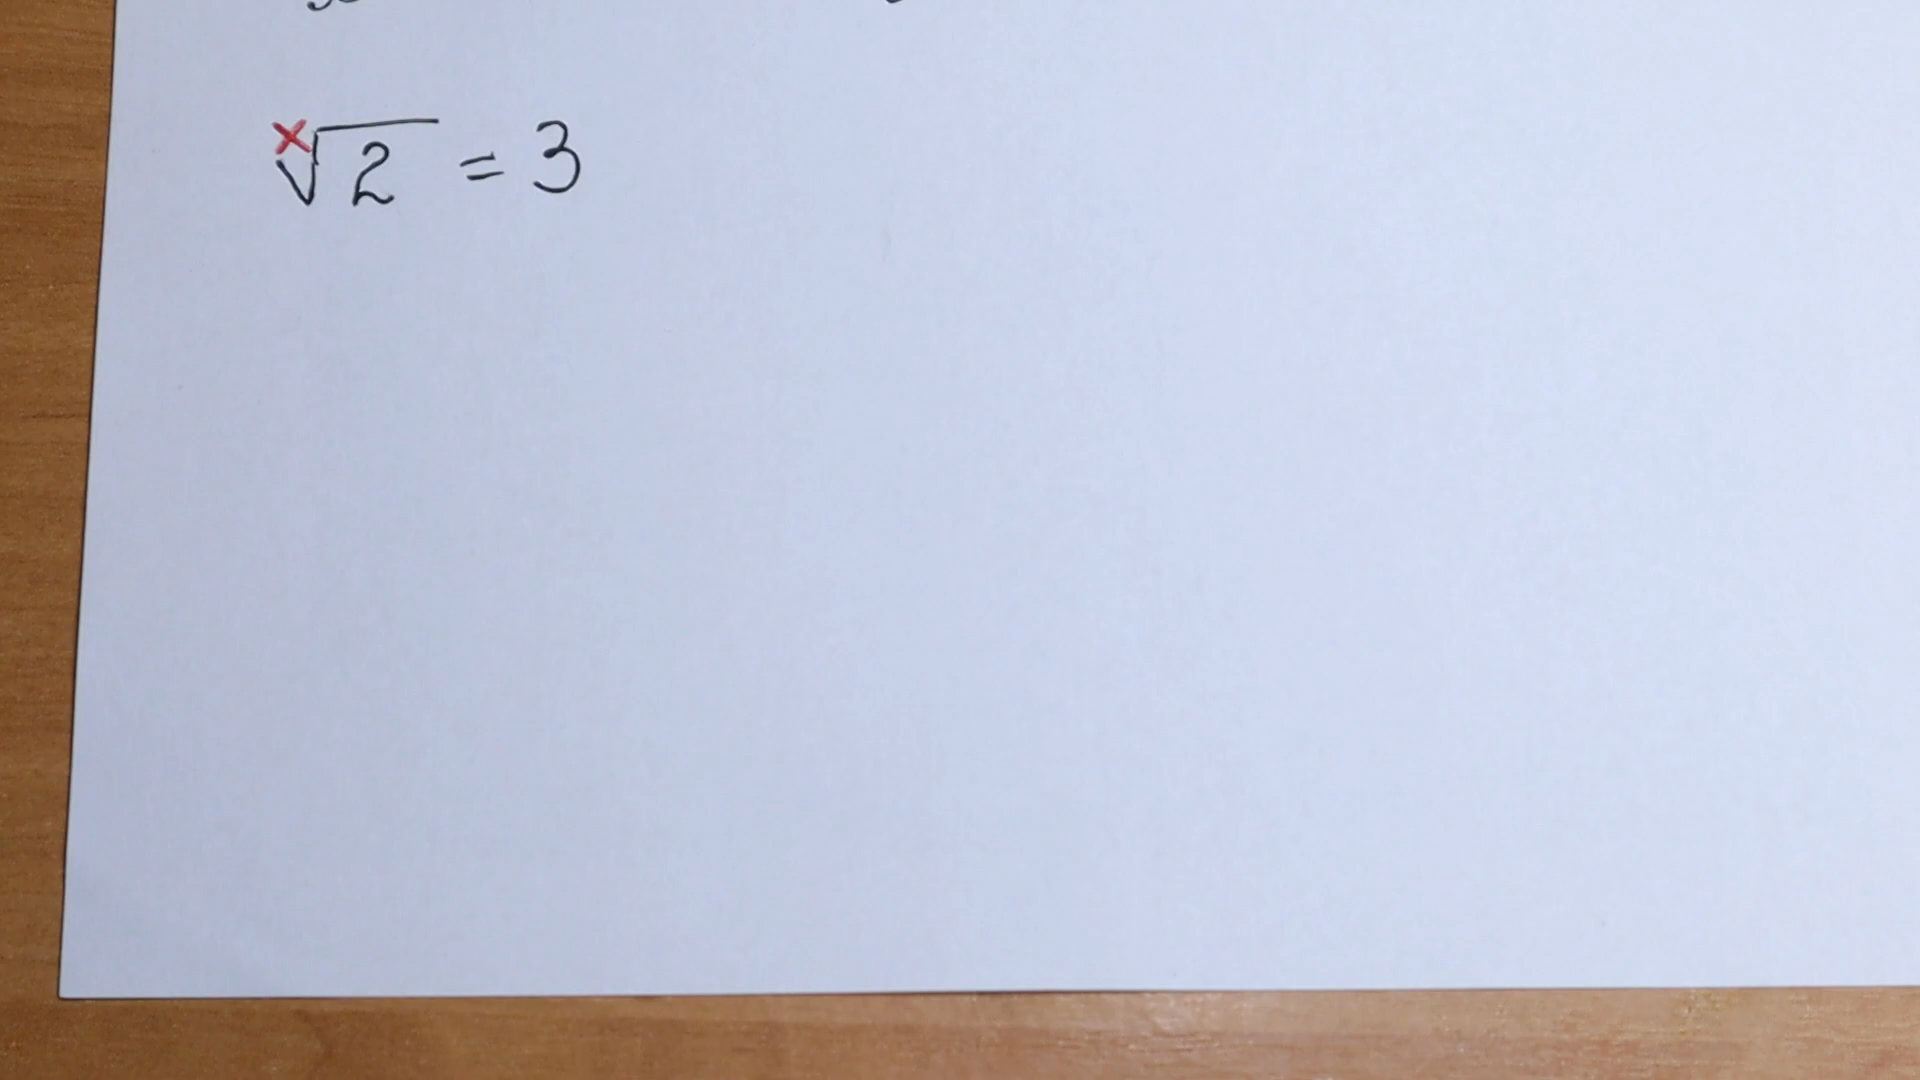 ˣ√2 = 3